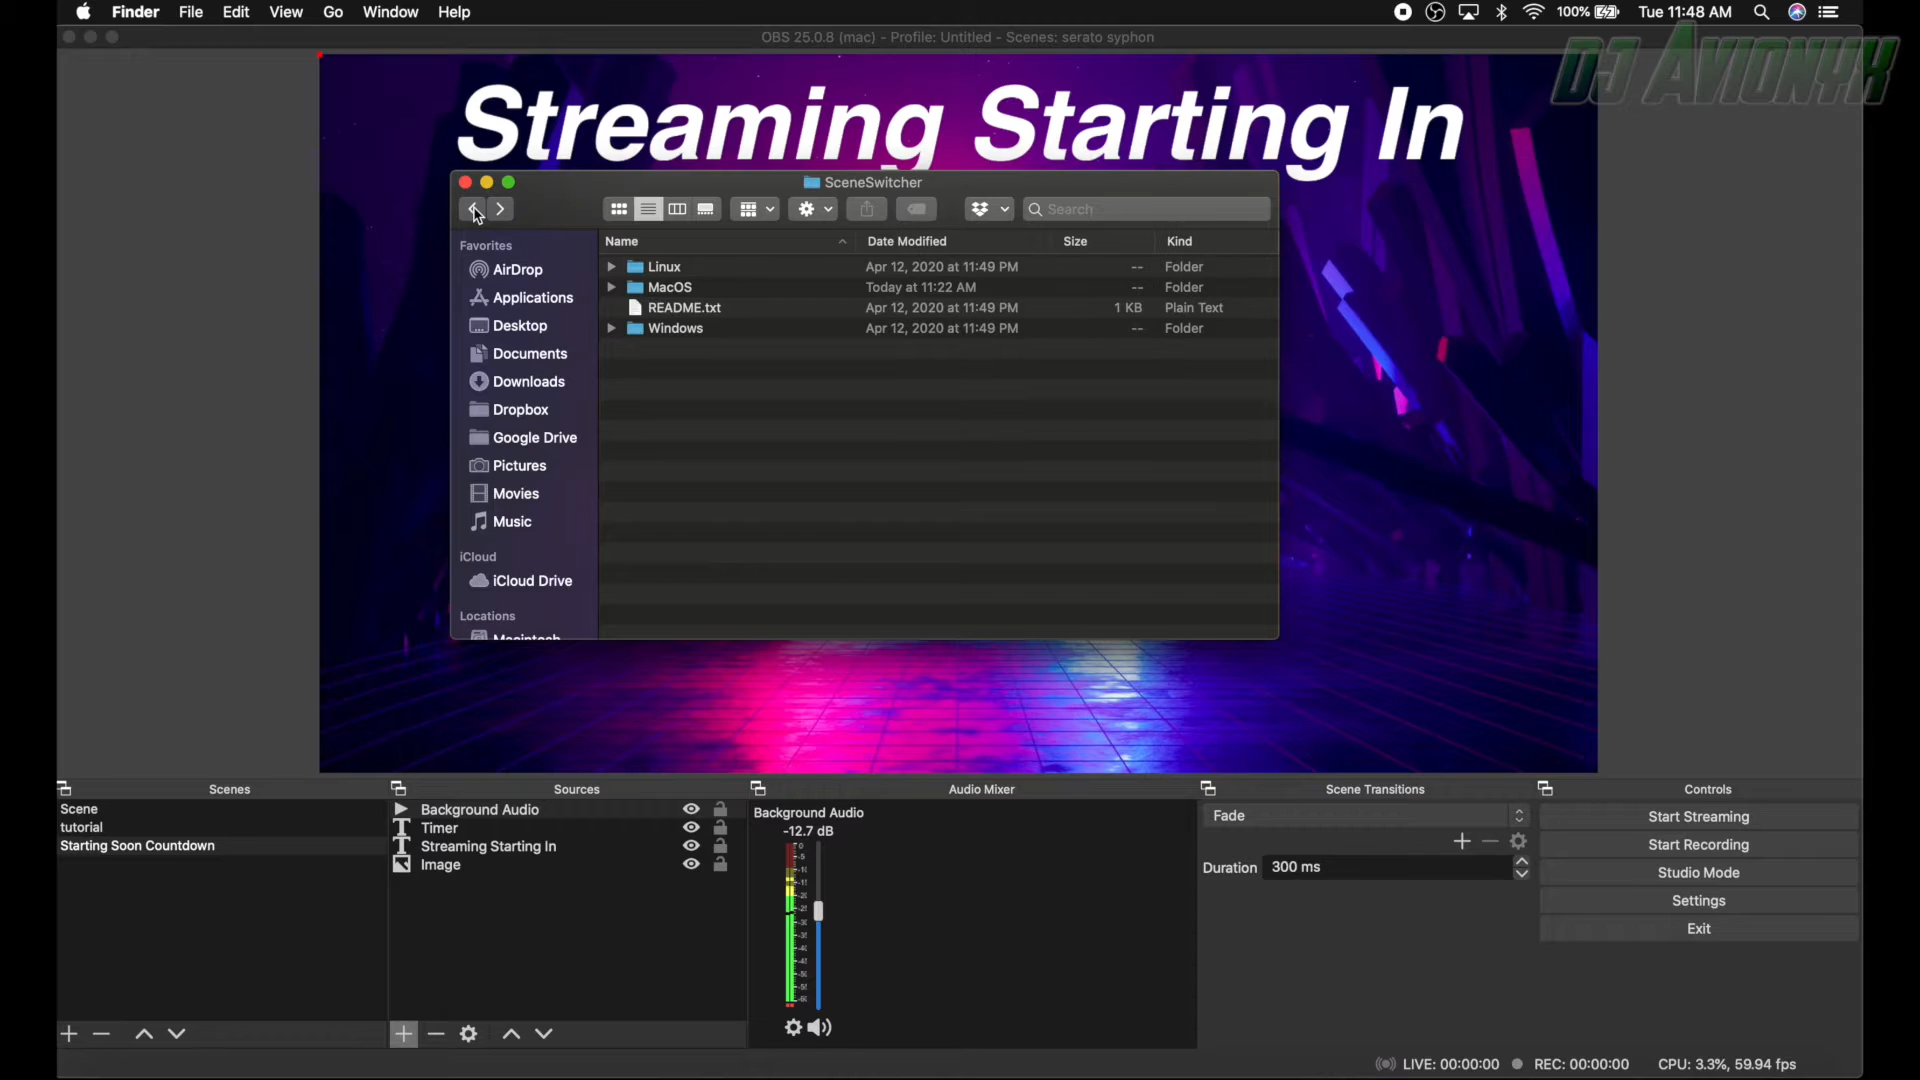 Finder File Edit View Go Window Help
100% Tue 11:48 AM
OBS 25.0.8 (mac) - Profile: Untitled - Scenes: serato syphon
DJ AVIONYX
Streaming Starting In
SceneSwitcher
Search
Favorites
AirDrop
Applications
Desktop
Documents
Downloads
Dropbox
Google Drive
Pictures
Movies
Music
iCloud
iCloud Drive
Locations
Macintosh
Name Date Modified Size Kind
Linux Apr 12, 2020 at 11:49 PM -- Folder
MacOS Today at 11:22 AM -- Folder
README.txt Apr 12, 2020 at 11:49 PM 1 KB Plain Text
Windows Apr 12, 2020 at 11:49 PM -- Folder
Scenes
Scene
tutorial
Starting Soon Countdown
Sources
Background Audio
Timer
Streaming Starting In
Image
Audio Mixer
Background Audio
-12.7 dB
Scene Transitions
Fade
Duration 300 ms
Controls
Start Streaming
Start Recording
Studio Mode
Settings
Exit
LIVE: 00:00:00 REC: 00:00:00 CPU: 3.3%, 59.94 fps